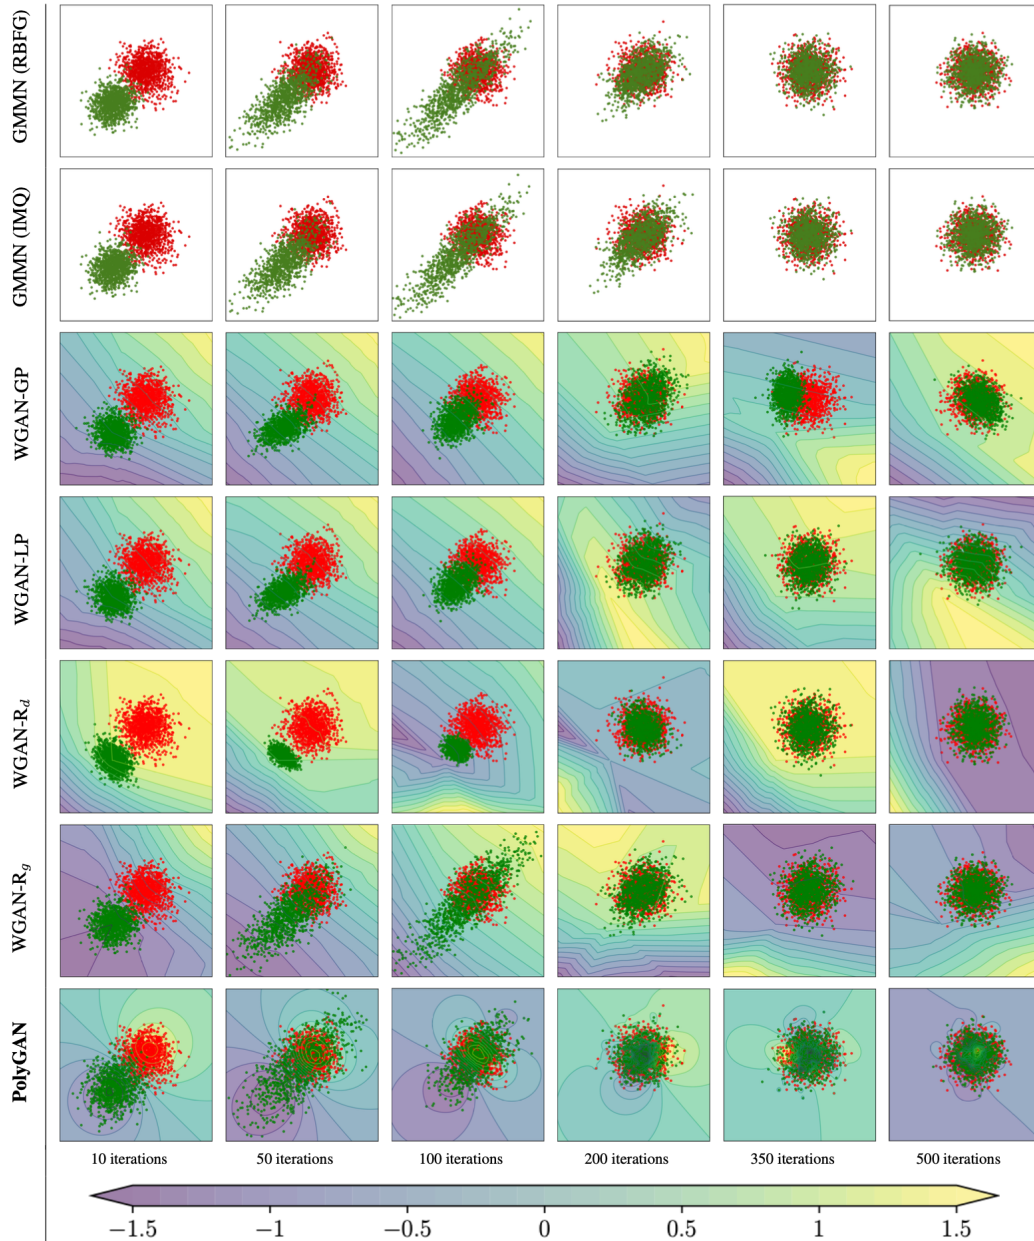 GMMN (RBFG)
GMMN (IMQ)
WGAN-GP
WGAN-LP
WGAN-R_d
WGAN-R_g
PolyGAN
10 iterations 50 iterations 100 iterations 200 iterations 350 iterations 500 iterations
−1.5 −1 −0.5 0 0.5 1 1.5